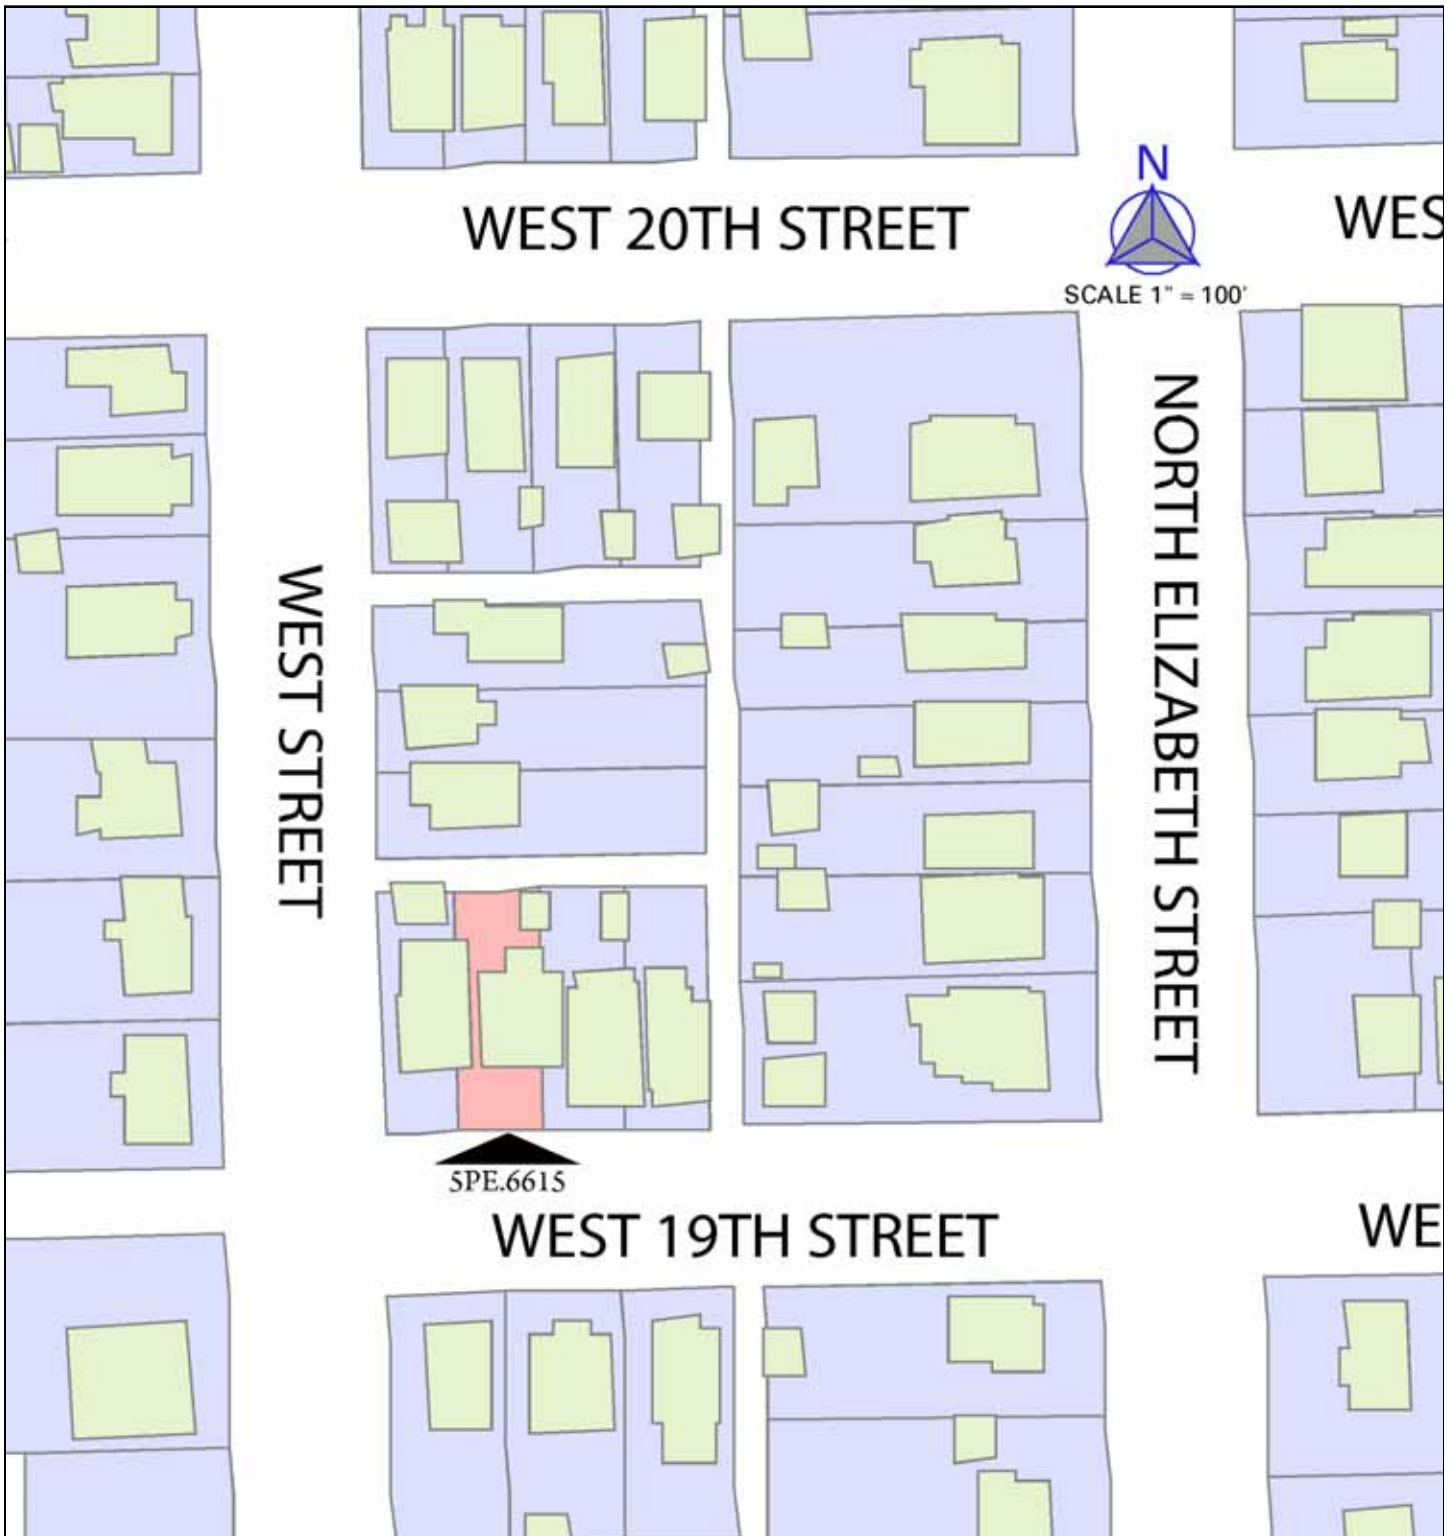 N
WEST 20TH STREET
WES
SCALE 1" = 100'
WEST STREET
NORTH ELIZABETH STREET
5PE.6615
WEST 19TH STREET
WE